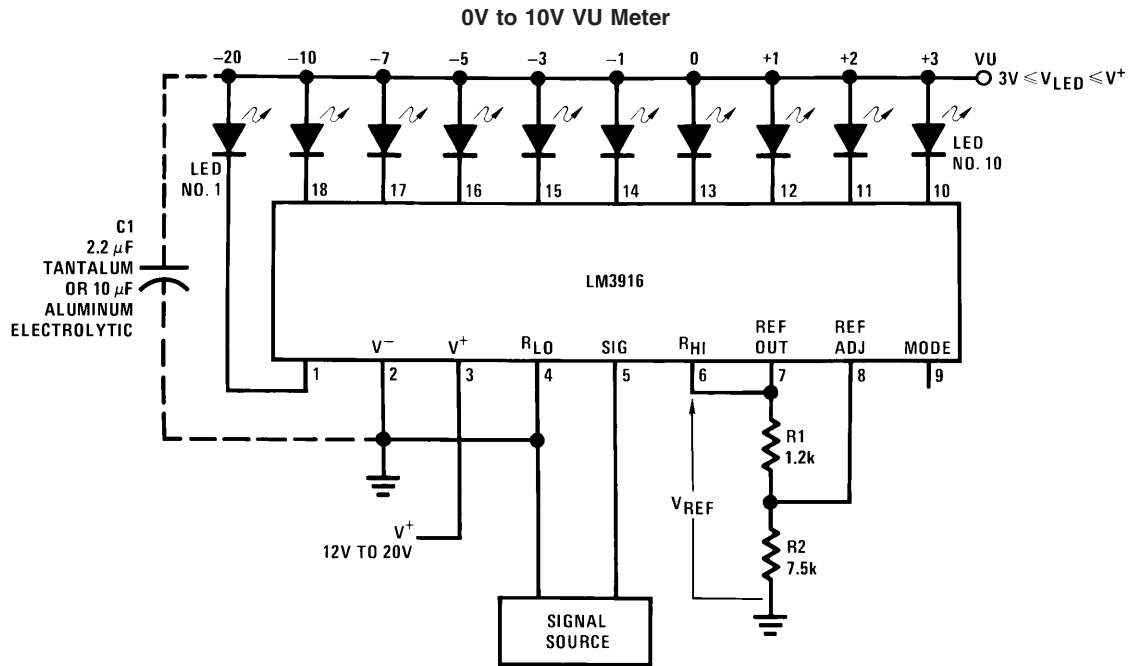 0V to 10V VU Meter
−20 −10 −7 −5 −3 −1 0 +1 +2 +3 VU
3V ≤ VLED ≤ V+
LED
NO. 1
LED
NO. 10
18 17 16 15 14 13 12 11 10
C1
2.2 μF
TANTALUM
OR 10 μF
ALUMINUM
ELECTROLYTIC
LM3916
V− V+ RLO SIG RHI REF OUT REF ADJ MODE
1 2 3 4 5 6 7 8 9
R1
1.2k
VREF
V+
12V TO 20V
R2
7.5k
SIGNAL
SOURCE